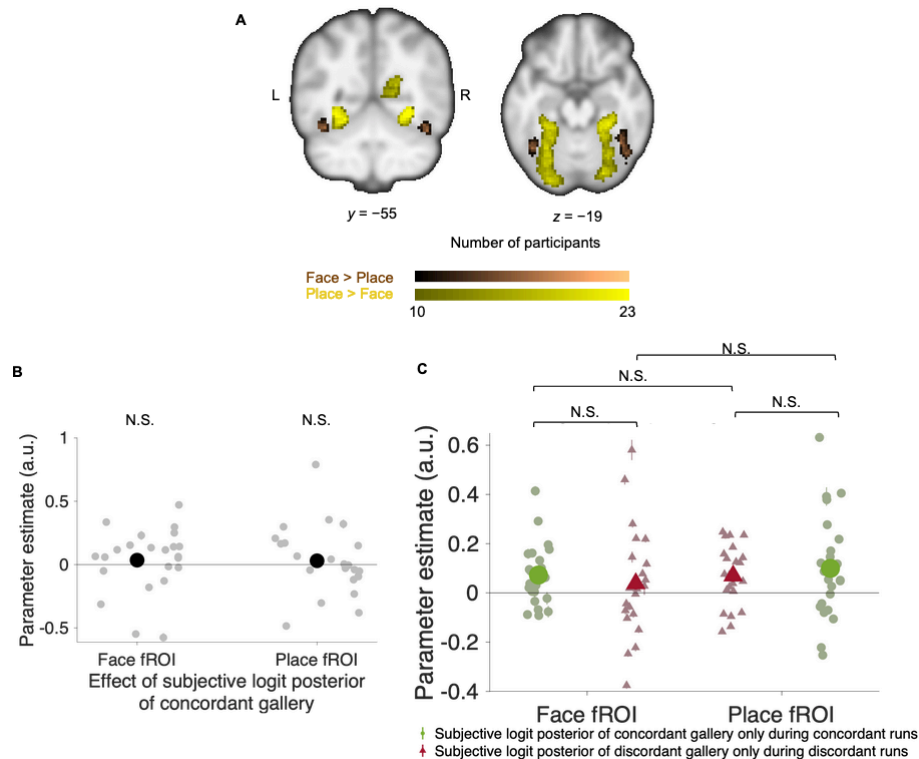 A
L
R
y = −55
z = −19
Number of participants
Face > Place
Place > Face
10
23
B
N.S.
N.S.
1
0.5
0
-0.5
Parameter estimate (a.u.)
Face fROI
Place fROI
Effect of subjective logit posterior
of concordant gallery
C
N.S.
N.S.
N.S.
N.S.
0.6
0.4
0.2
0
-0.2
-0.4
Parameter estimate (a.u.)
Face fROI
Place fROI
Subjective logit posterior of concordant gallery only during concordant runs
Subjective logit posterior of discordant gallery only during discordant runs